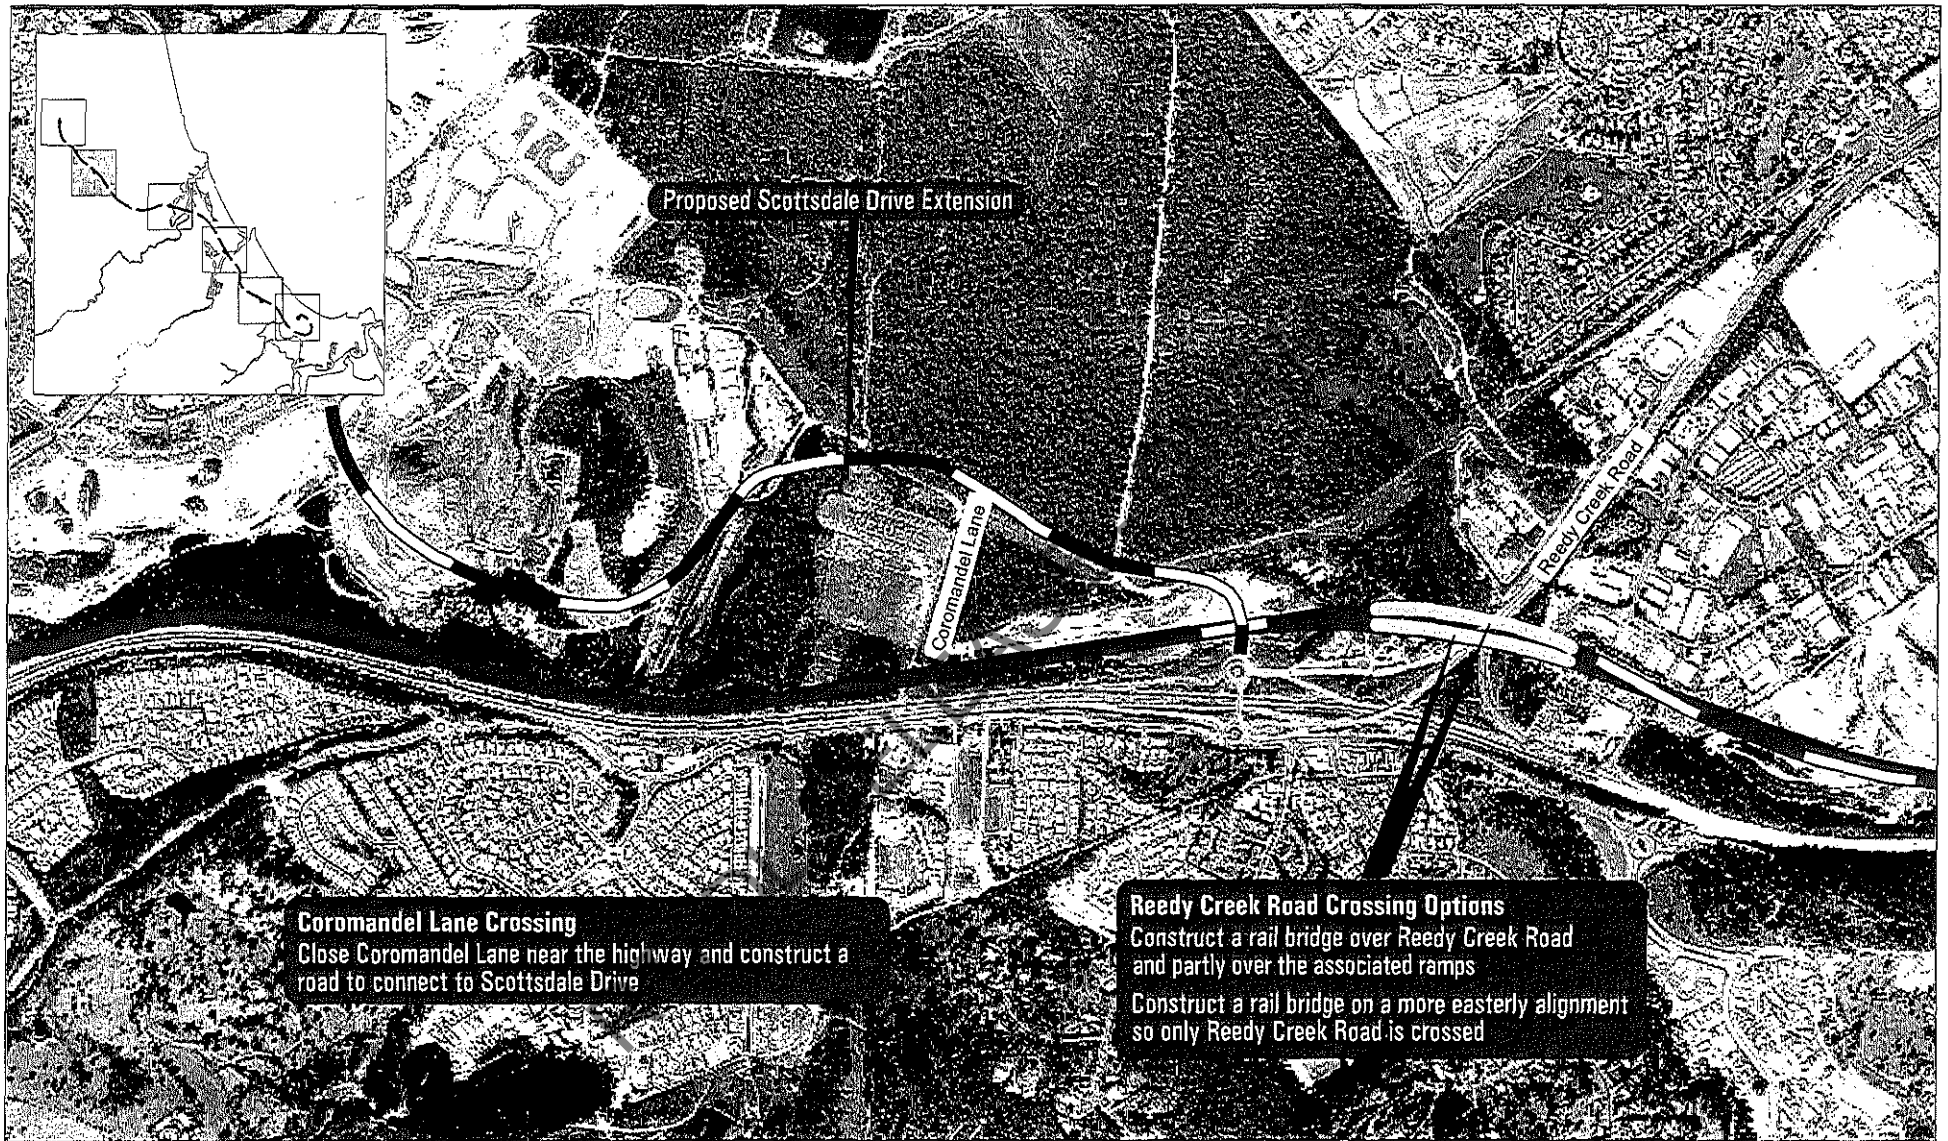 Proposed Scottsdale Drive Extension
Coromandel Lane
Reedy Creek Road
Coromandel Lane Crossing
Close Coromandel Lane near the highway and construct a
road to connect to Scottsdale Drive
Reedy Creek Road Crossing Options
Construct a rail bridge over Reedy Creek Road
and partly over the associated ramps
Construct a rail bridge on a more easterly alignment
so only Reedy Creek Road is crossed